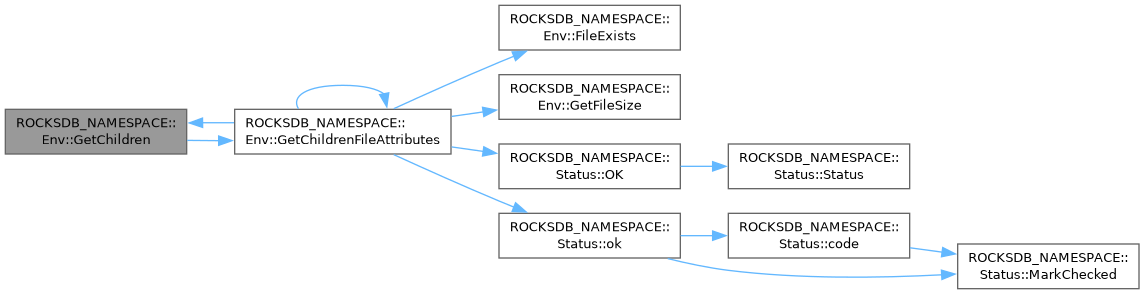 ROCKSDB_NAMESPACE::
Env::GetChildren
ROCKSDB_NAMESPACE::
Env::GetChildrenFileAttributes
ROCKSDB_NAMESPACE::
Env::FileExists
ROCKSDB_NAMESPACE::
Env::GetFileSize
ROCKSDB_NAMESPACE::
Status::OK
ROCKSDB_NAMESPACE::
Status::Status
ROCKSDB_NAMESPACE::
Status::ok
ROCKSDB_NAMESPACE::
Status::code
ROCKSDB_NAMESPACE::
Status::MarkChecked